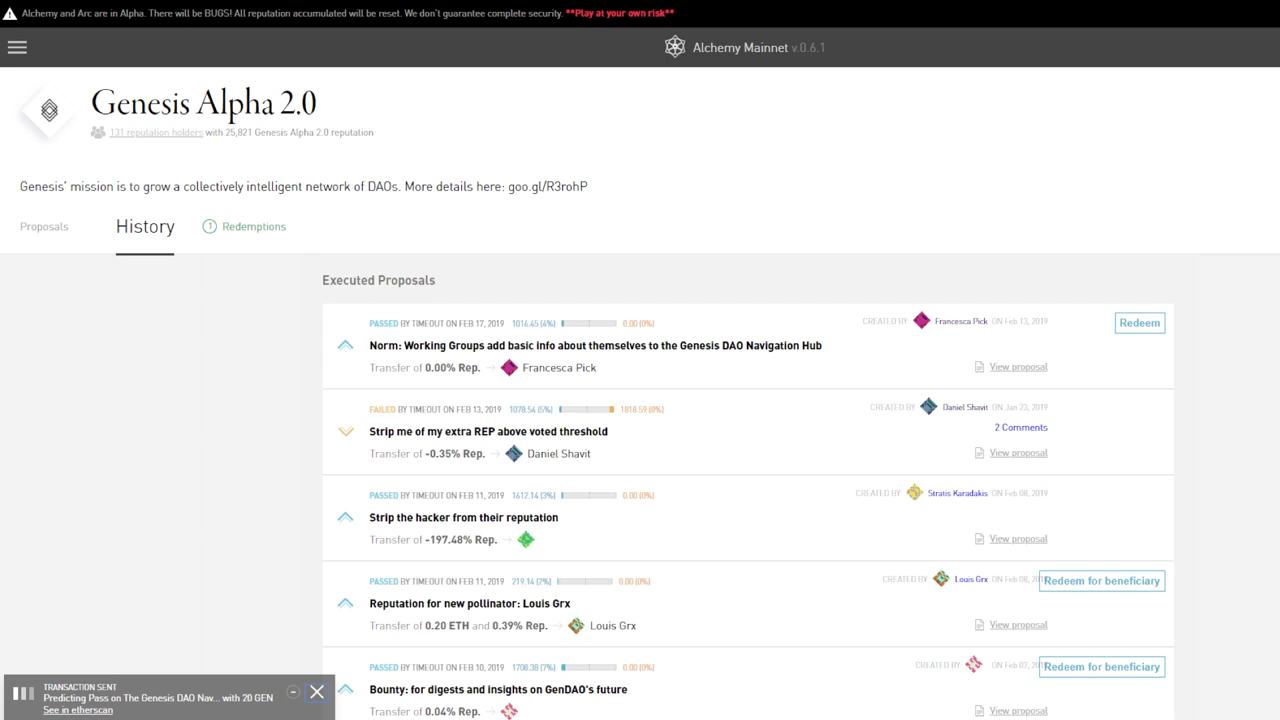 Alchemy and Arc are in Alpha. There will be BUGS! All reputation accumulated will be reset. We don't guarantee complete security. **Play at your own risk**
Alchemy Mainnet v.0.6.1
Genesis Alpha 2.0
131 reputation holders with 25,821 Genesis Alpha 2.0 reputation
Genesis' mission is to grow a collectively intelligent network of DAOs. More details here: goo.gl/R3rohP
Proposals History 1 Redemptions
Executed Proposals
PASSED BY TIMEOUT ON FEB 17, 2019 1016.45 (4%) 0.00 (0%) CREATED BY Francesca Pick ON Feb 13, 2019 Redeem
Norm: Working Groups add basic info about themselves to the Genesis DAO Navigation Hub
Transfer of 0.00% Rep. → Francesca Pick View proposal
FAILED BY TIMEOUT ON FEB 13, 2019 1078.54 (5%) 1818.59 (8%) CREATED BY Daniel Shavit ON Jan 23, 2019
2 Comments
Strip me of my extra REP above voted threshold
Transfer of -0.35% Rep. → Daniel Shavit View proposal
PASSED BY TIMEOUT ON FEB 11, 2019 1612.14 (3%) 0.00 (0%) CREATED BY Stratis Karadakis ON Feb 08, 2019
Strip the hacker from their reputation
Transfer of -197.48% Rep. → View proposal
PASSED BY TIMEOUT ON FEB 11, 2019 219.14 (2%) 0.00 (0%) CREATED BY Louis Grx ON Feb 08, Redeem for beneficiary
Reputation for new pollinator: Louis Grx
Transfer of 0.20 ETH and 0.39% Rep. → Louis Grx View proposal
PASSED BY TIMEOUT ON FEB 10, 2019 1708.38 (7%) 0.00 (0%) CREATED BY ON Feb 07, Redeem for beneficiary
Bounty: for digests and insights on GenDAO's future
Transfer of 0.04% Rep. → View proposal
TRANSACTION SENT
Predicting Pass on The Genesis DAO Nav... with 20 GEN
See in etherscan